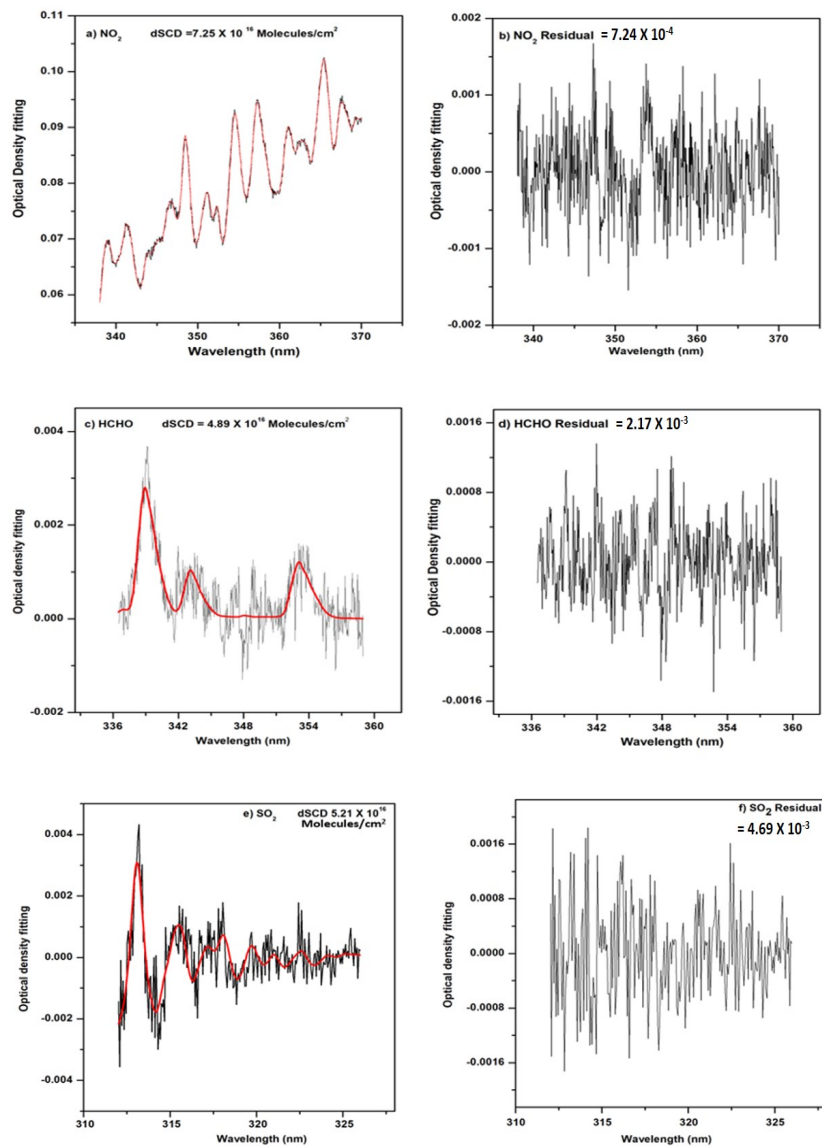 a) NO₂ dSCD =7.25 X 10¹⁶ Molecules/cm²
0.11
0.10
0.09
0.08
0.07
0.06
Optical Density fitting
340 350 360 370
Wavelength (nm)
b) NO₂ Residual = 7.24 X 10⁻⁴
0.002
0.001
0.000
-0.001
-0.002
Optical density fitting
340 350 360 370
Wavelength (nm)
c) HCHO dSCD = 4.89 X 10¹⁶ Molecules/cm²
0.004
0.002
0.000
-0.002
Optical density fitting
336 342 348 354 360
Wavelength (nm)
d) HCHO Residual = 2.17 X 10⁻³
0.0016
0.0008
0.0000
-0.0008
-0.0016
Optical Density fitting
336 342 348 354 360
Wavelength (nm)
e) SO₂ dSCD 5.21 X 10¹⁶
Molecules/cm²
0.004
0.002
0.000
-0.002
-0.004
Optical density fitting
310 315 320 325
Wavelength (nm)
f) SO₂ Residual
= 4.69 X 10⁻³
0.0016
0.0008
0.0000
-0.0008
-0.0016
Optical density fitting
310 315 320 325
Wavelength (nm)